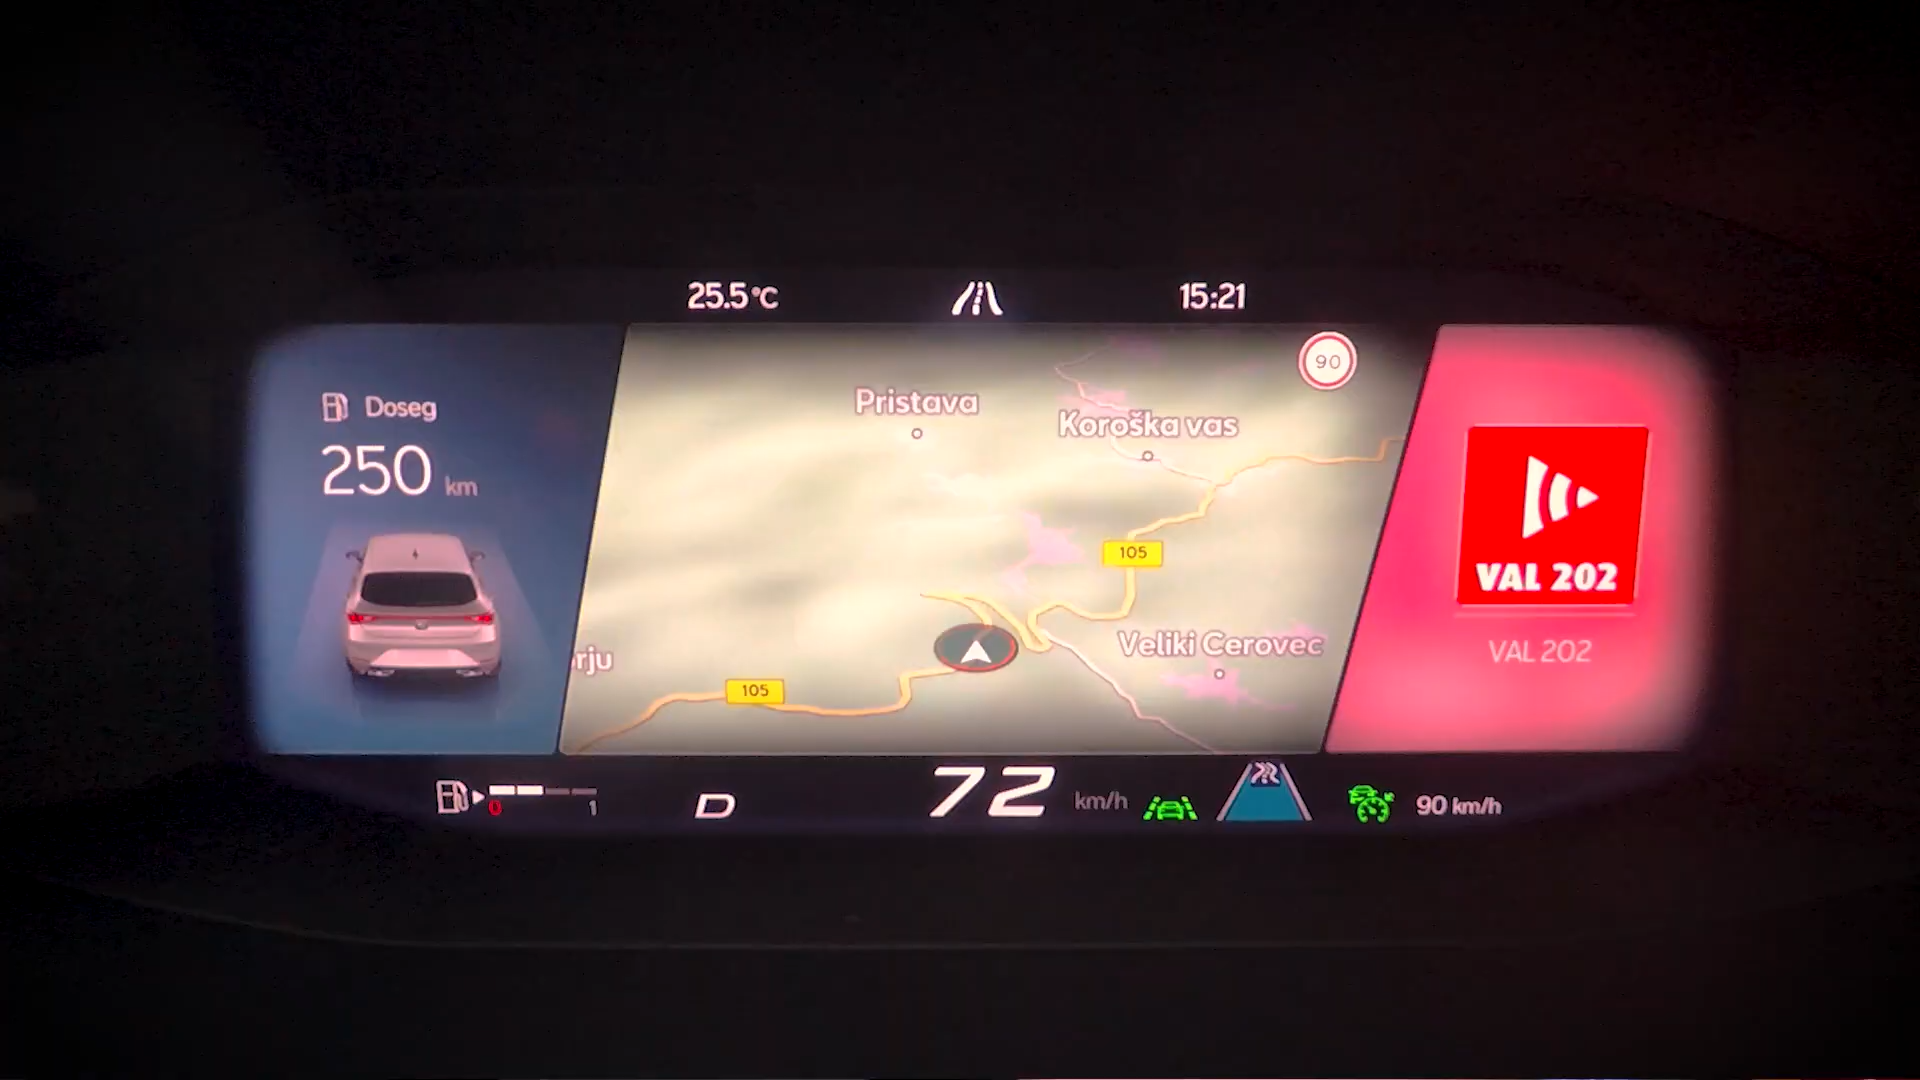 25.5°C
15:21
Doseg
250 km
90
Pristava
Koroška vas
105
Veliki Cerovec
rju
105
VAL 202
VAL 202
0
1
D
72 km/h
90 km/h